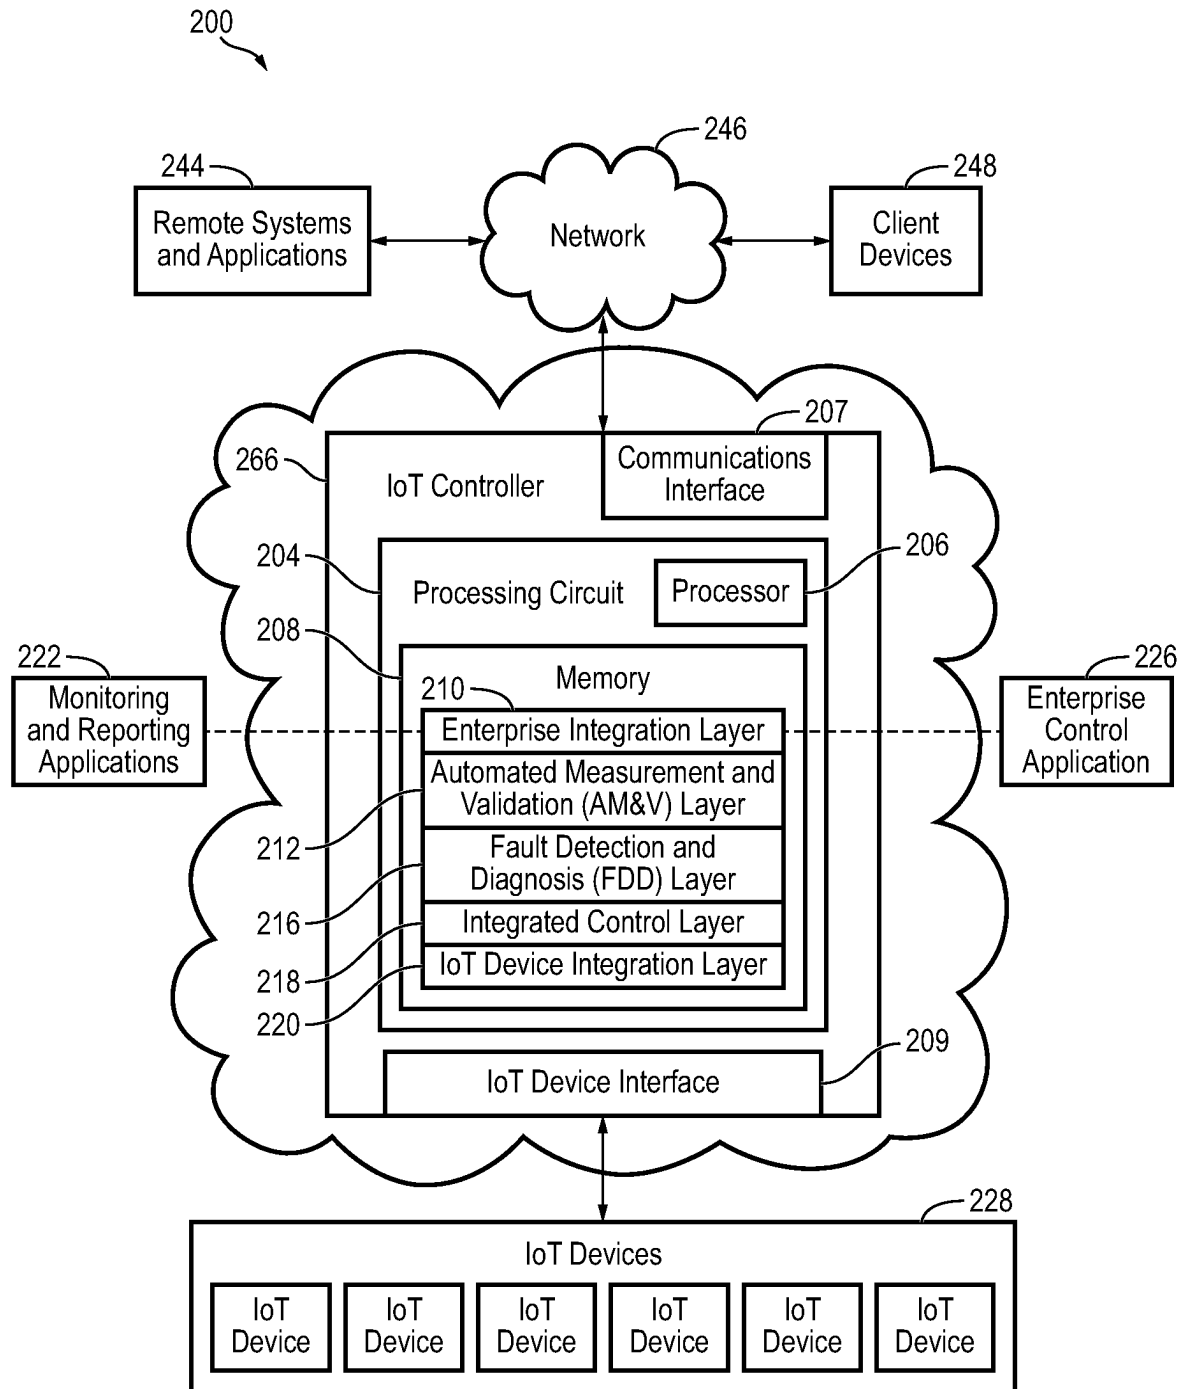 200
246
244
248
Remote Systems
and Applications
Network
Client
Devices
207
266
IoT Controller
Communications
Interface
204
206
Processing Circuit
Processor
208
222
Memory
226
210
Monitoring
and Reporting
Applications
Enterprise Integration Layer
Enterprise
Control
Application
Automated Measurement and
Validation (AM&V) Layer
212
Fault Detection and
Diagnosis (FDD) Layer
216
Integrated Control Layer
218
IoT Device Integration Layer
220
209
IoT Device Interface
228
IoT Devices
IoT
Device
IoT
Device
IoT
Device
IoT
Device
IoT
Device
IoT
Device